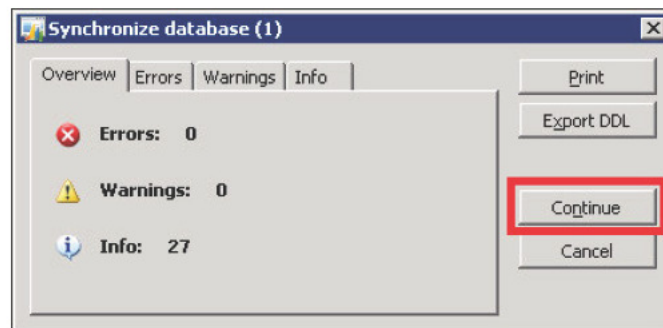 Synchronize database (1)
Overview Errors Warnings Info
Print
Export DDL
Errors: 0
Warnings: 0
Info: 27
Continue
Cancel